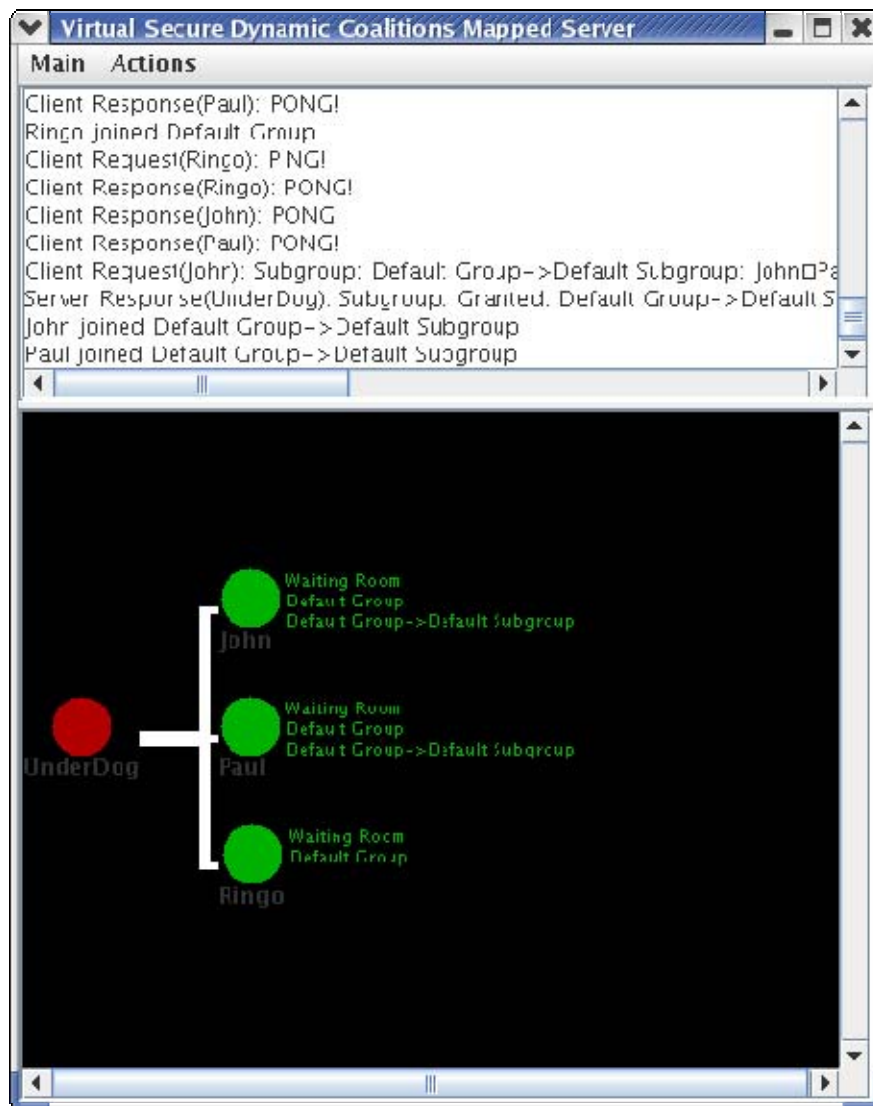 Virtual Secure Dynamic Coalitions Mapped Server
Main Actions
Client Response(Paul): PONG!
Ringo joined Default Group
Client Request(Ringo): PING!
Client Response(Ringo): PONG!
Client Response(John): PONG
Client Response(Paul): PONG!
Client Request(John): Subgroup: Default Group->Default Subgroup: John□Pa
Server Response(UnderDog): Subgroup: Granted: Default Group->Default S
John joined Default Group->Default Subgroup
Paul joined Default Group->Default Subgroup
Waiting Room
Default Group
Default Group->Default Subgroup
John
Waiting Room
Default Group
Default Group->Default Subgroup
UnderDog
Paul
Waiting Room
Default Group
Ringo